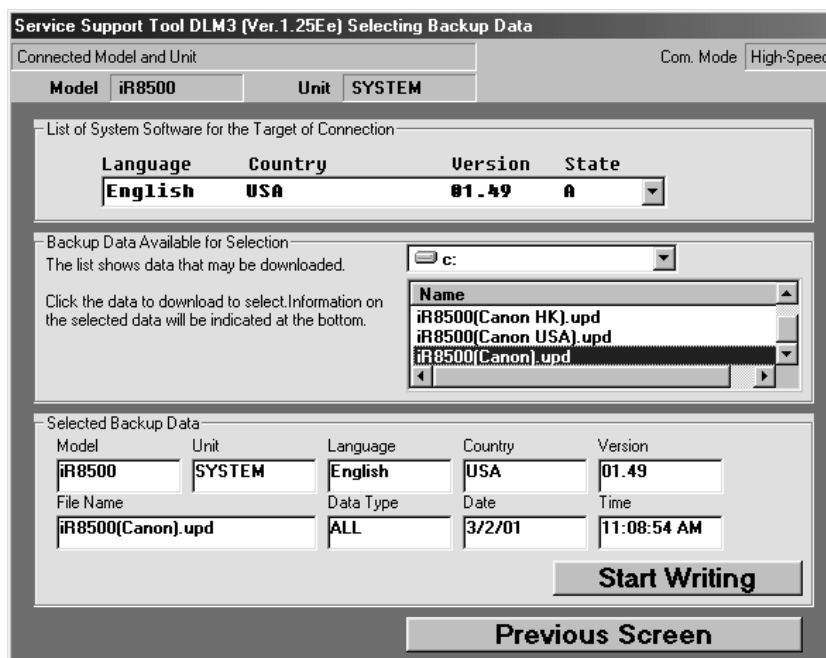 Service Support Tool DLM3 (Ver.1.25Ee) Selecting Backup Data
Connected Model and Unit
Com. Mode High-Speed
Model iR8500 Unit SYSTEM
List of System Software for the Target of Connection
Language Country Version State
English USA 01.49 A
Backup Data Available for Selection
The list shows data that may be downloaded.
c:
Click the data to download to select.Information on
the selected data will be indicated at the bottom.
Name
iR8500(Canon HK).upd
iR8500(Canon USA).upd
iR8500(Canon).upd
Selected Backup Data
Model Unit Language Country Version
iR8500 SYSTEM English USA 01.49
File Name Data Type Date Time
iR8500(Canon).upd ALL 3/2/01 11:08:54 AM
Start Writing
Previous Screen